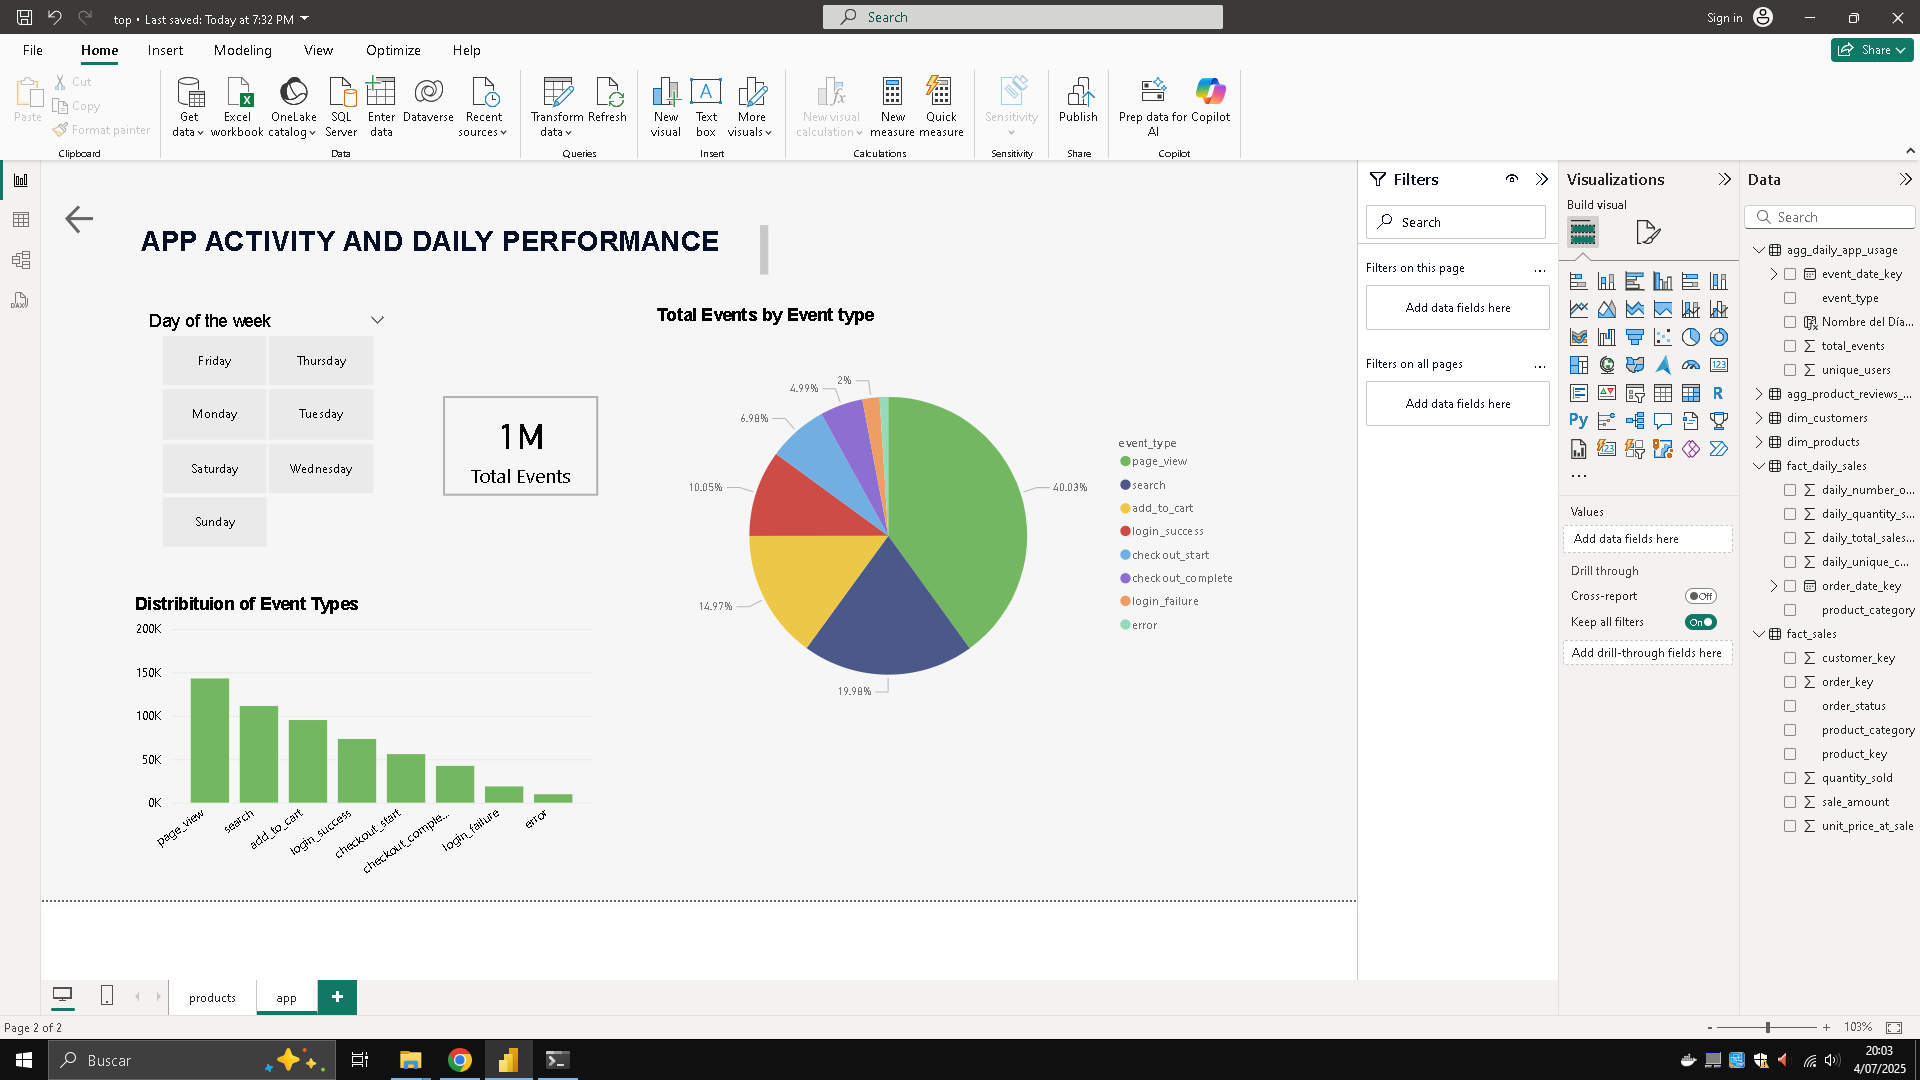 top • Last saved: Today at 7:32 PM
Search
Sign in
File
Home
Insert
Modeling
View
Optimize
Help
Share
Paste
Cut
Copy
Format painter
Clipboard
Get data
Excel workbook
OneLake catalog
SQL Server
Enter data
Dataverse
Recent sources
Data
Transform data
Refresh
Queries
New visual
Text box
More visuals
Insert
New visual calculation
New measure
Quick measure
Calculations
Sensitivity
Sensitivity
Publish
Share
Prep data for AI
Copilot
Copilot
APP ACTIVITY AND DAILY PERFORMANCE
Day of the week
Friday
Thursday
Monday
Tuesday
Saturday
Wednesday
Sunday
1M
Total Events
Total Events by Event type
2%
4.99%
6.98%
10.05%
14.97%
19.98%
40.03%
event_type
page_view
search
add_to_cart
login_success
checkout_start
checkout_complete
login_failure
error
Distribituion of Event Types
200K
150K
100K
50K
0K
page_view
search
add_to_cart
login_success
checkout_start
checkout_comple...
login_failure
error
Filters
Search
Filters on this page
...
Add data fields here
Filters on all pages
...
Add data fields here
Visualizations
Build visual
R
Py
123
...
Values
Add data fields here
Drill through
Cross-report
Off
Keep all filters
On
Add drill-through fields here
Data
Search
agg_daily_app_usage
event_date_key
event_type
Nombre del Día...
total_events
unique_users
agg_product_reviews_...
dim_customers
dim_products
fact_daily_sales
daily_number_o...
daily_quantity_s...
daily_total_sales...
daily_unique_c...
order_date_key
product_category
fact_sales
customer_key
order_key
order_status
product_category
product_key
quantity_sold
sale_amount
unit_price_at_sale
products
app
+
Page 2 of 2
- + 103%
Buscar
20:03
4/07/2025